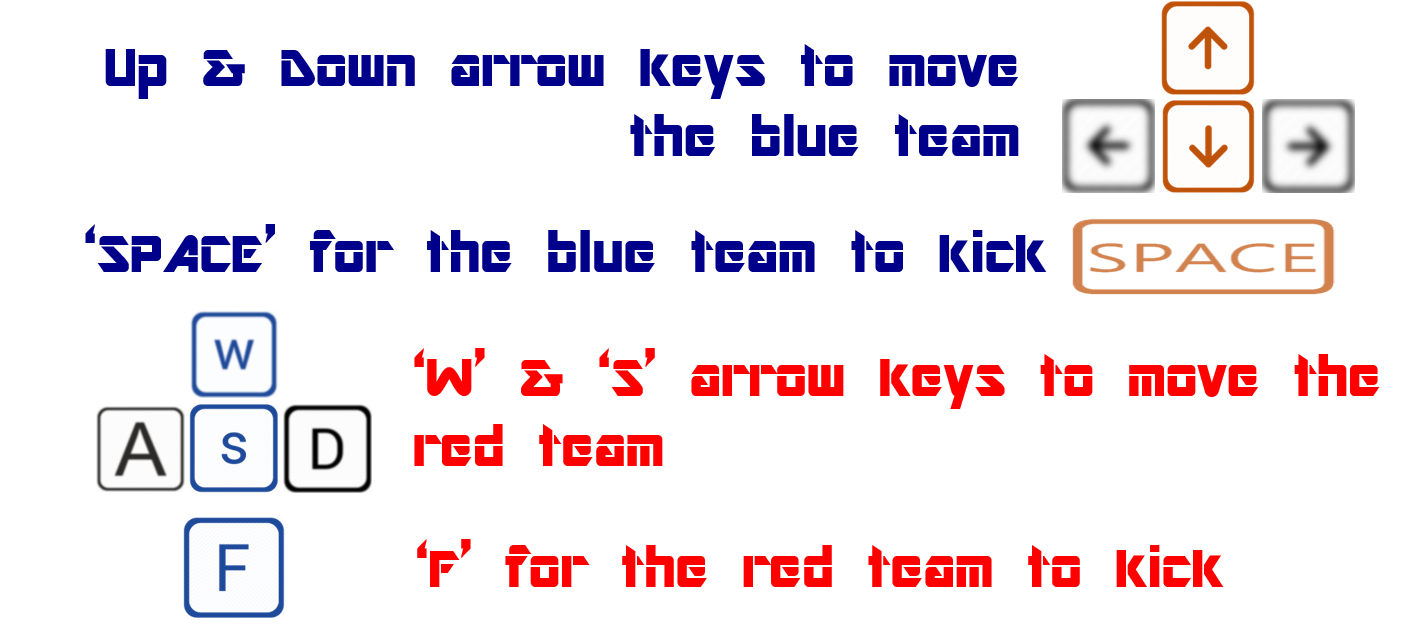 Up & Down arrow keys to move
the blue team
↑
← ↓ →
‘SPACE’ for the blue team to kick
SPACE
W
A S D
‘W’ & ‘S’ arrow keys to move the
red team
F
‘F’ for the red team to kick